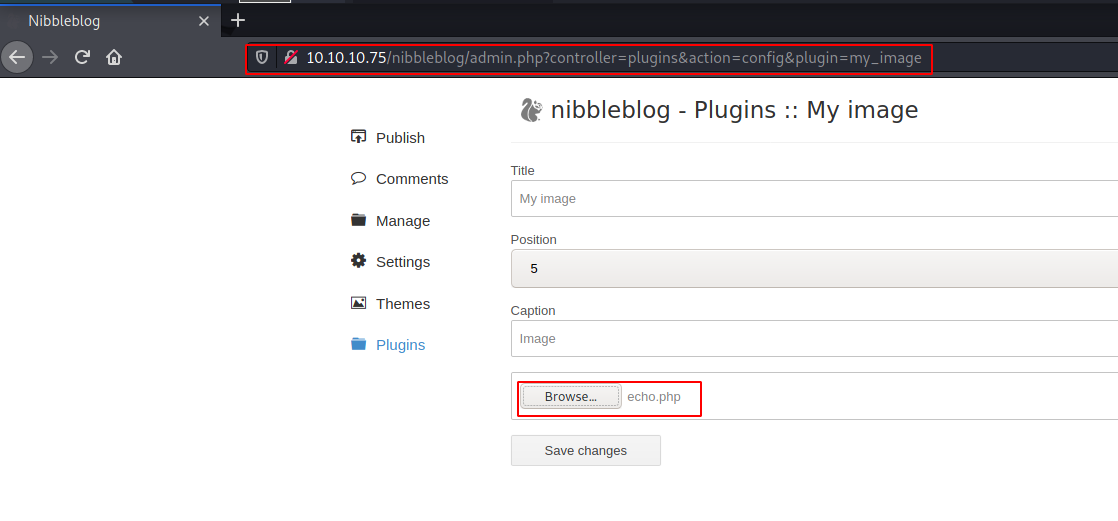 Nibbleblog
10.10.10.75/nibbleblog/admin.php?controller=plugins&action=config&plugin=my_image
nibbleblog - Plugins :: My image
Publish
Comments
Manage
Settings
Themes
Plugins
Title
My image
Position
5
Caption
Image
Browse... echo.php
Save changes